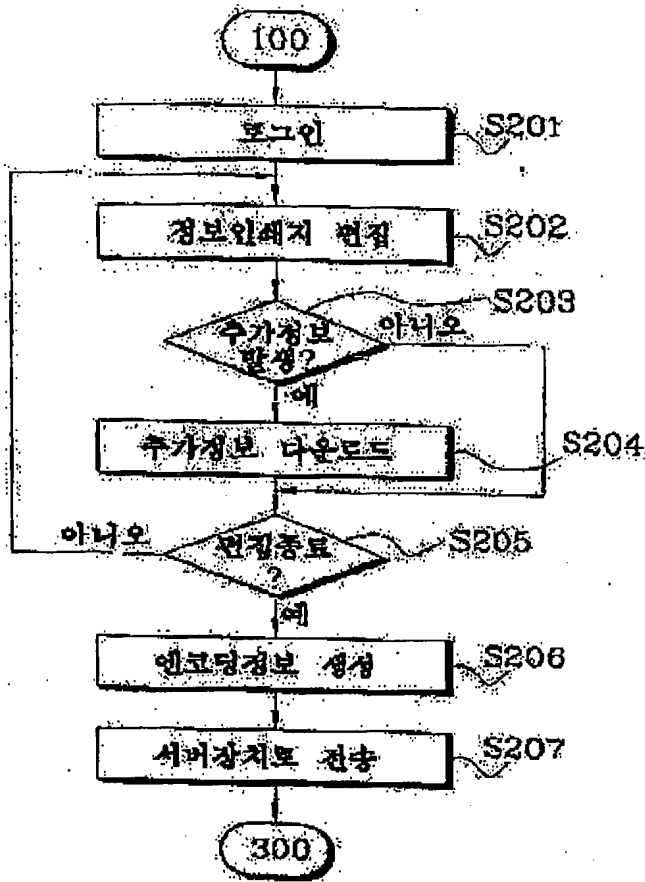 100
로그인
S201
정보인쇄지 편집
S202
S203
추가정보
발생?
아니오
예
추가정보 다운로드
S204
아니오
편집종료
?
S205
예
엔코딩정보 생성
S206
서버장치로 전송
S207
300